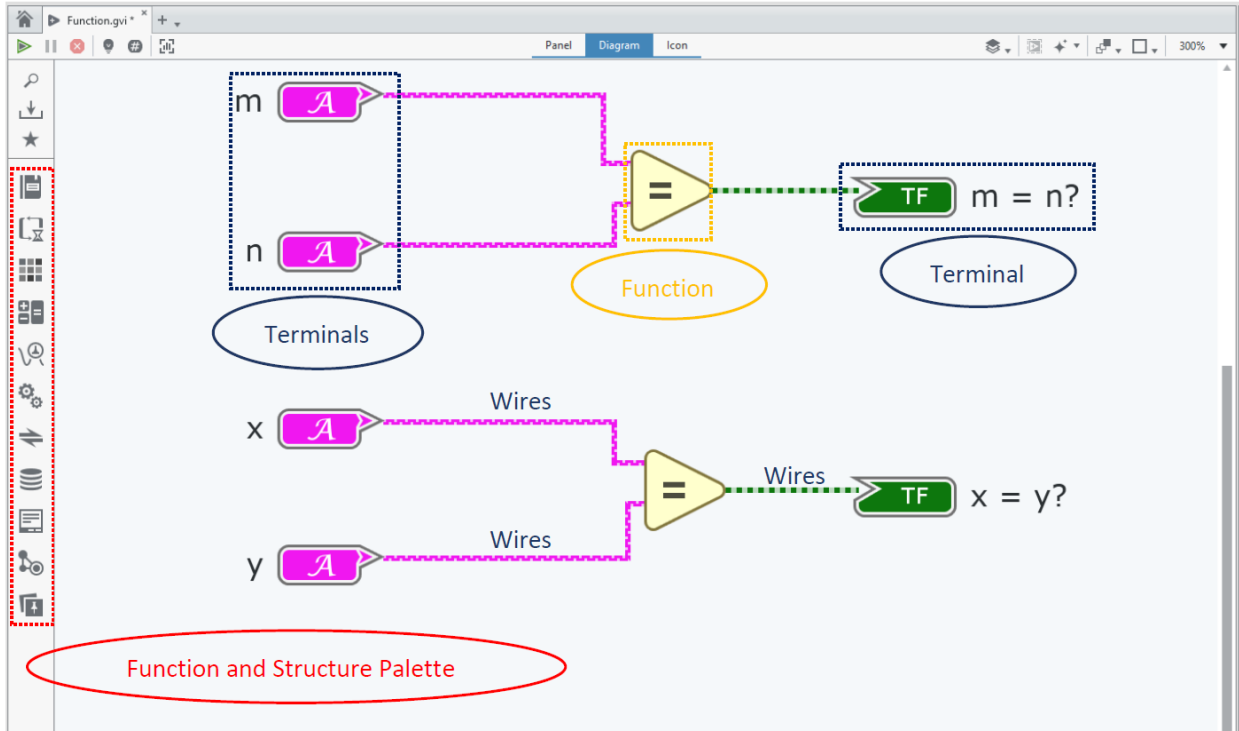 Function.gvi *
Panel Diagram Icon
300%
m A
n A
=
TF m = n?
Function
Terminal
Terminals
Wires
x A
=
Wires
TF x = y?
Wires
y A
Function and Structure Palette